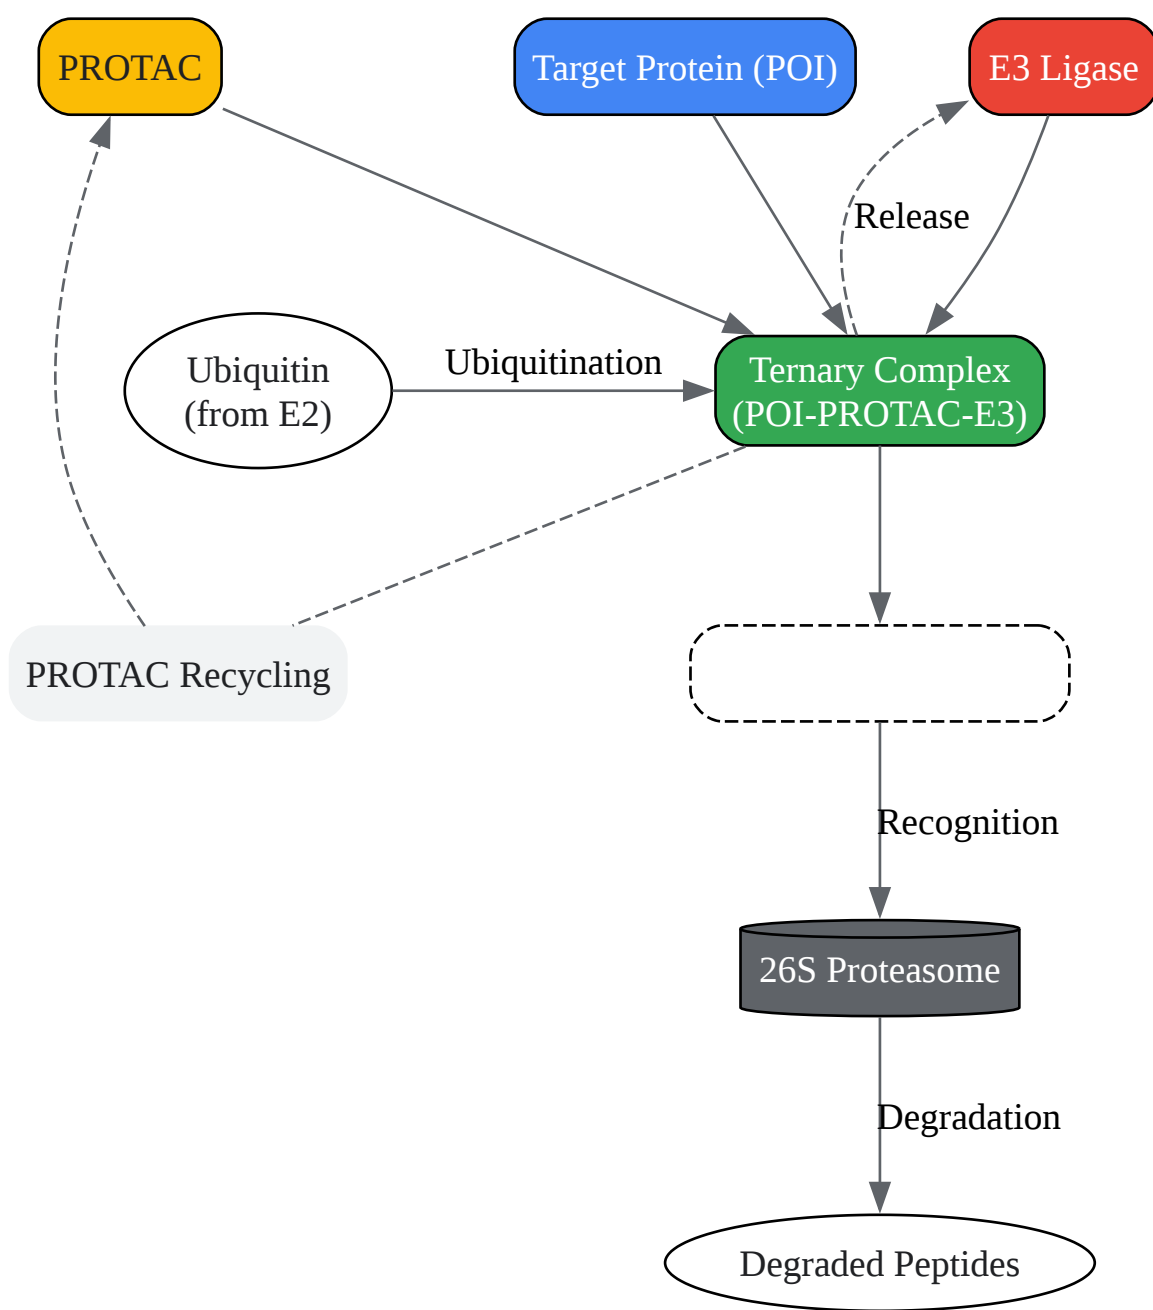 PROTAC
Target Protein (POI)
E3 Ligase
Release
Ubiquitin
(from E2)
Ubiquitination
Ternary Complex
(POI-PROTAC-E3)
PROTAC Recycling
Recognition
26S Proteasome
Degradation
Degraded Peptides